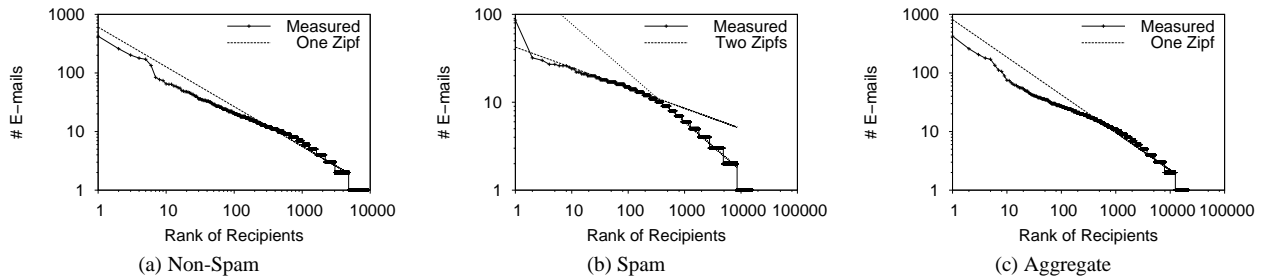 1000
100
10
1
# E-mails
Measured
One Zipf
1 10 100 1000 10000
Rank of Recipients
(a) Non-Spam
100
10
1
# E-mails
Measured
Two Zipfs
1 10 100 1000 10000 100000
Rank of Recipients
(b) Spam
1000
100
10
1
# E-mails
Measured
One Zipf
1 10 100 1000 10000 100000
Rank of Recipients
(c) Aggregate